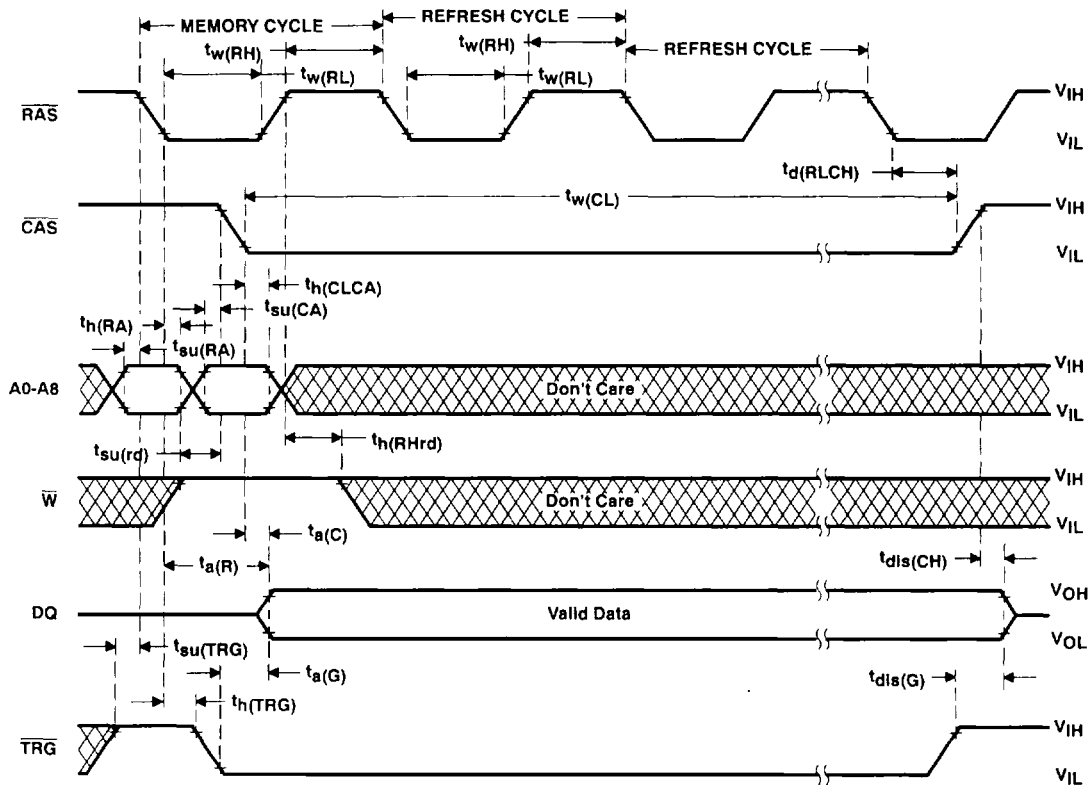 MEMORY CYCLE
REFRESH CYCLE
REFRESH CYCLE
tw(RH)
tw(RH)
tw(RL)
tw(RL)
RAS
VIH
VIL
td(RLCH)
tw(CL)
CAS
VIH
VIL
th(CLCA)
tsu(CA)
th(RA)
tsu(RA)
A0-A8
Don't Care
VIH
VIL
tsu(rd)
th(RHrd)
W
Don't Care
VIH
VIL
ta(C)
ta(R)
tdis(CH)
DQ
Valid Data
VOH
VOL
tsu(TRG)
ta(G)
tdis(G)
th(TRG)
TRG
VIH
VIL